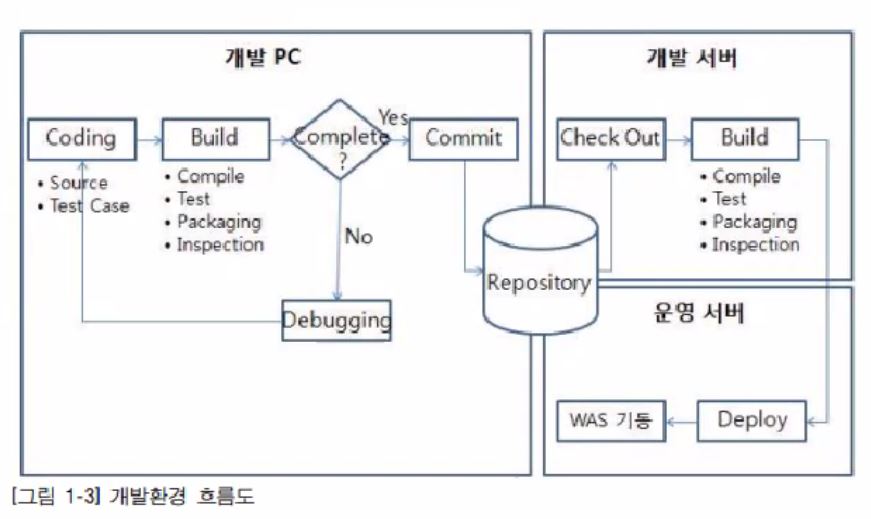 개발 PC
Coding
• Source
• Test Case
Build
• Compile
• Test
• Packaging
• Inspection
Complete
?
Yes
No
Commit
Debugging
Repository
개발 서버
Check Out
Build
• Compile
• Test
• Packaging
• Inspection
운영 서버
WAS 기동
Deploy
[그림 1-3] 개발환경 흐름도